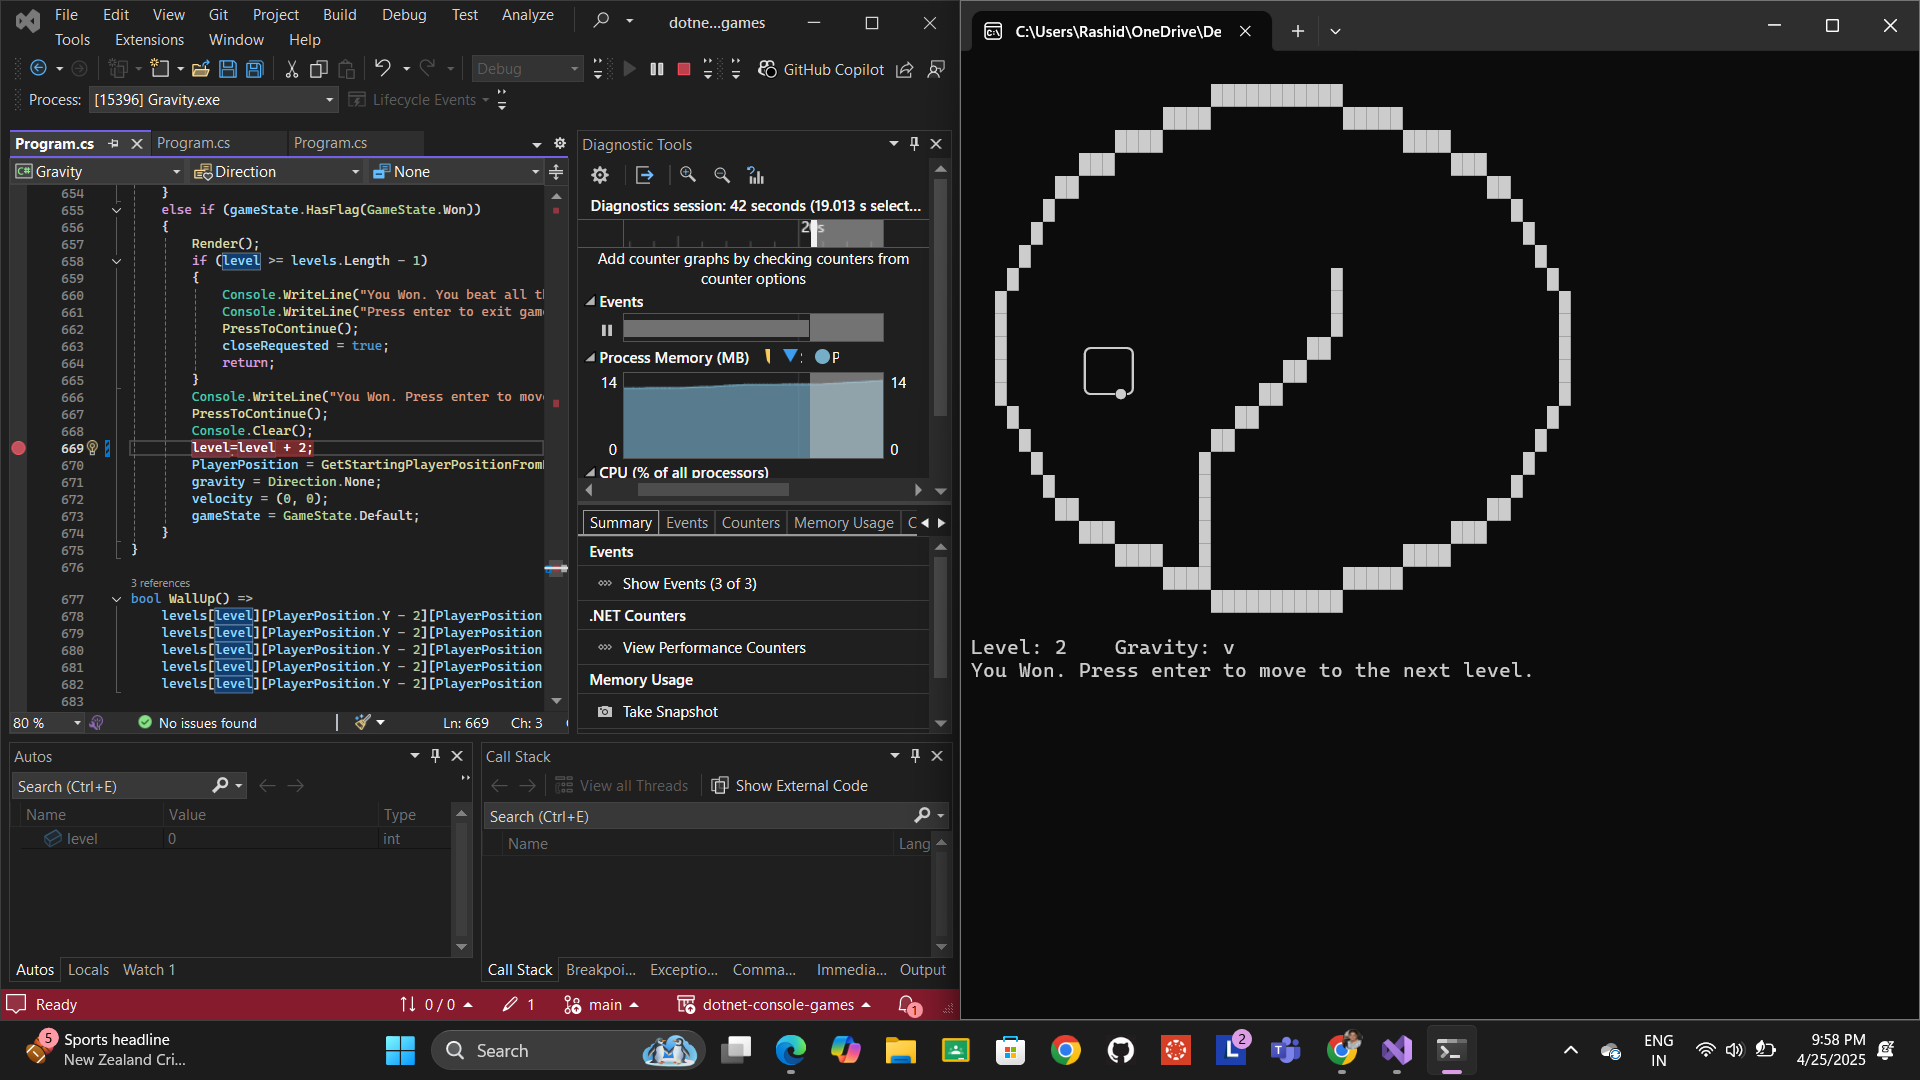 File Edit View Git Project Build Debug Test Analyze
dotne...games
Tools Extensions Window Help
Debug
GitHub Copilot
Process: [15396] Gravity.exe
Lifecycle Events
Program.cs
Program.cs
Program.cs
Gravity
Direction
None
654 }
655 else if (gameState.HasFlag(GameState.Won))
656 {
657 Render();
658 if (level >= levels.Length - 1)
659 {
660 Console.WriteLine("You Won. You beat all th
661 Console.WriteLine("Press enter to exit gam
662 PressToContinue();
663 closeRequested = true;
664 return;
665 }
666 Console.WriteLine("You Won. Press enter to mov
667 PressToContinue();
668 Console.Clear();
669 level=level + 2;
670 PlayerPosition = GetStartingPlayerPositionFrom
671 gravity = Direction.None;
672 velocity = (0, 0);
673 gameState = GameState.Default;
674 }
675 }
676
3 references
677 bool WallUp() =>
678 levels[level][PlayerPosition.Y - 2][PlayerPosition
679 levels[level][PlayerPosition.Y - 2][PlayerPosition
680 levels[level][PlayerPosition.Y - 2][PlayerPosition
681 levels[level][PlayerPosition.Y - 2][PlayerPosition
682 levels[level][PlayerPosition.Y - 2][PlayerPosition
683
80 %
No issues found
Ln: 669 Ch: 3
Diagnostic Tools
Diagnostics session: 42 seconds (19.013 s select...
Add counter graphs by checking counters from
counter options
Events
Process Memory (MB)
P
14
14
0
0
CPU (% of all processors)
Summary Events Counters Memory Usage C
Events
Show Events (3 of 3)
.NET Counters
View Performance Counters
Memory Usage
Take Snapshot
Autos
Search (Ctrl+E)
Name Value Type
level 0 int
Autos Locals Watch 1
Call Stack
View all Threads
Show External Code
Search (Ctrl+E)
Name Lang
Call Stack Breakpoi... Exceptio... Comma... Immedia... Output
Ready
0 / 0
1
main
dotnet-console-games
1
C:\Users\Rashid\OneDrive\De
Level: 2 Gravity: v
You Won. Press enter to move to the next level.
5
Sports headline
New Zealand Cri...
Search
L
2
ENG
IN
9:58 PM
4/25/2025